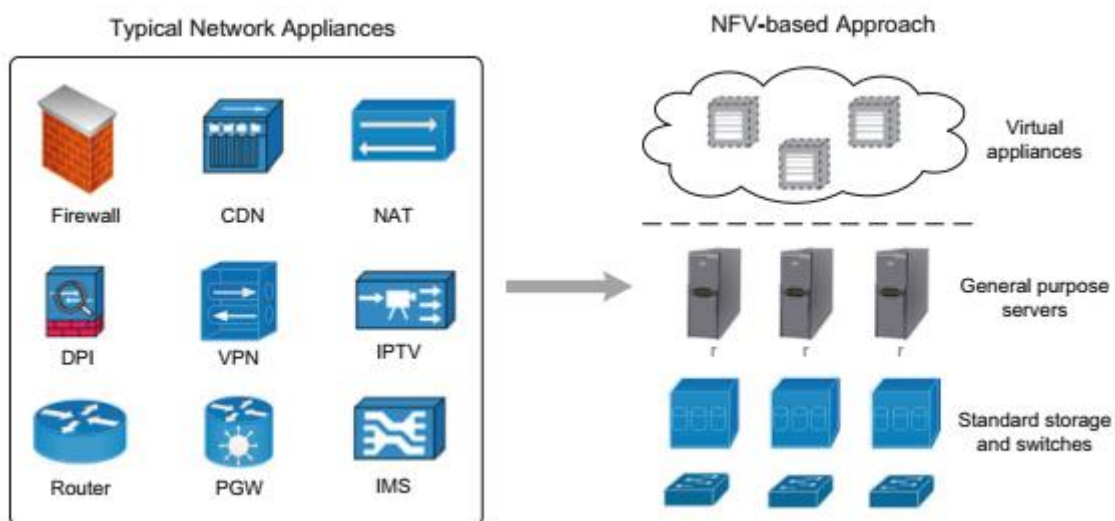 Typical Network Appliances
Firewall
CDN
NAT
DPI
VPN
IPTV
Router
PGW
IMS
NFV-based Approach
Virtual
appliances
General purpose
servers
r
r
r
Standard storage
and switches